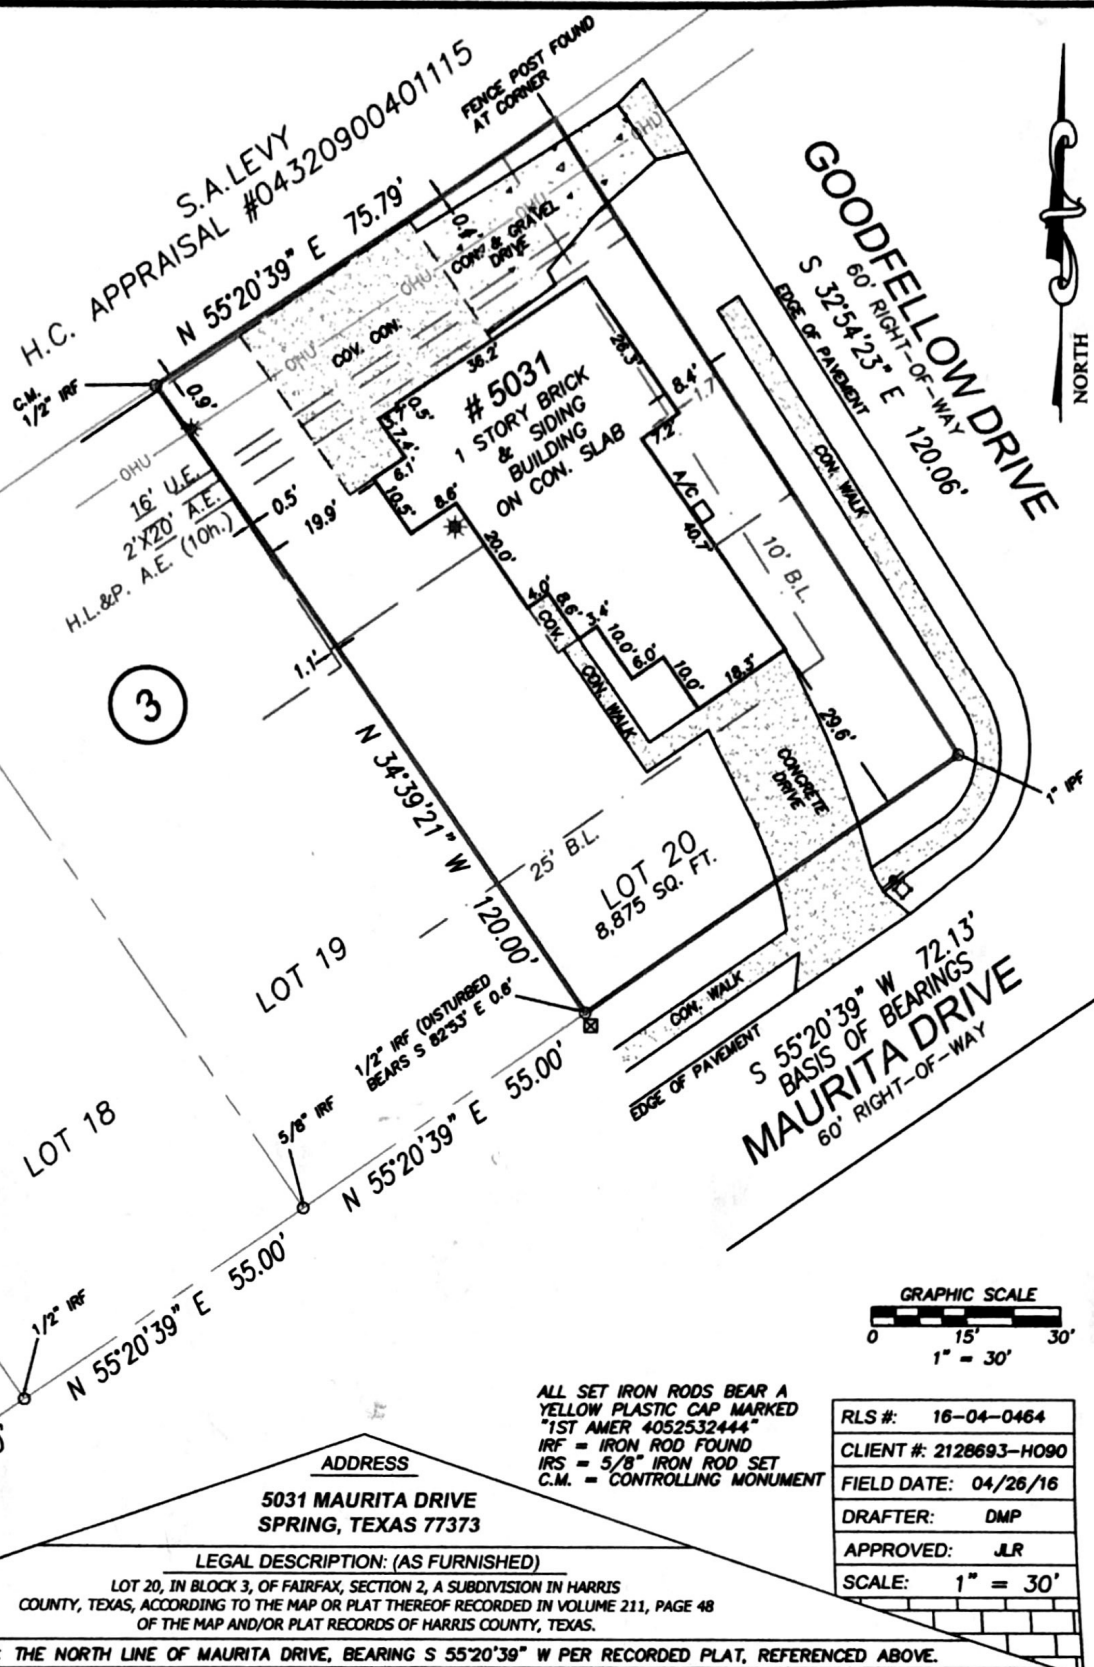 S.A. LEVY
H.C. APPRAISAL #0432090040​1115
FENCE POST FOUND
AT CORNER
N 55°20'39" E 75.79'
C.M.
1/2" IRF
0.9'
OHU
OHU
OHU
OHU
OHU
COV. CON.
0.4'
CON. & GRAVEL
DRIVE
GOODFELLOW DRIVE
60' RIGHT-OF-WAY
S 32°54'23" E 120.06'
EDGE OF PAVEMENT
CON. WALK
NORTH
16' U.E.
2'X20' A.E.
H.L.&P. A.E. (10h.)
0.5'
19.9'
36.2'
26.3'
8.4'
1.7
7.2'
0.5'
7.4'
6.1'
10.5'
8.6'
20.0'
# 5031
1 STORY BRICK
& SIDING
BUILDING
ON CON. SLAB
A/C
40.7'
10' B.L.
4.0'
8.6'
3.4'
10.0'
6.0'
10.0'
18.3'
COV.
CON. WALK
1.1'
3
N 34°39'21" W 120.00'
29.6'
CONCRETE
DRIVE
1" IPF
25' B.L.
LOT 20
8,875 SQ. FT.
LOT 19
1/2" IRF (DISTURBED
BEARS S 82°53' E 0.6'
CON. WALK
EDGE OF PAVEMENT
S 55°20'39" W 72.13'
BASIS OF BEARINGS
MAURITA DRIVE
60' RIGHT-OF-WAY
LOT 18
5/8" IRF
N 55°20'39" E 55.00'
1/2" IRF
N 55°20'39" E 55.00'
GRAPHIC SCALE
0 15' 30'
1" = 30'
ALL SET IRON RODS BEAR A
YELLOW PLASTIC CAP MARKED
"1ST AMER 4052532444"
IRF = IRON ROD FOUND
IRS = 5/8" IRON ROD SET
C.M. = CONTROLLING MONUMENT
RLS #: 16-04-0464
CLIENT #: 2128693-HO90
FIELD DATE: 04/26/16
DRAFTER: DMP
APPROVED: JLR
SCALE: 1" = 30'
ADDRESS
5031 MAURITA DRIVE
SPRING, TEXAS 77373
LEGAL DESCRIPTION: (AS FURNISHED)
LOT 20, IN BLOCK 3, OF FAIRFAX, SECTION 2, A SUBDIVISION IN HARRIS
COUNTY, TEXAS, ACCORDING TO THE MAP OR PLAT THEREOF RECORDED IN VOLUME 211, PAGE 48
OF THE MAP AND/OR PLAT RECORDS OF HARRIS COUNTY, TEXAS.
THE NORTH LINE OF MAURITA DRIVE, BEARING S 55°20'39" W PER RECORDED PLAT, REFERENCED ABOVE.